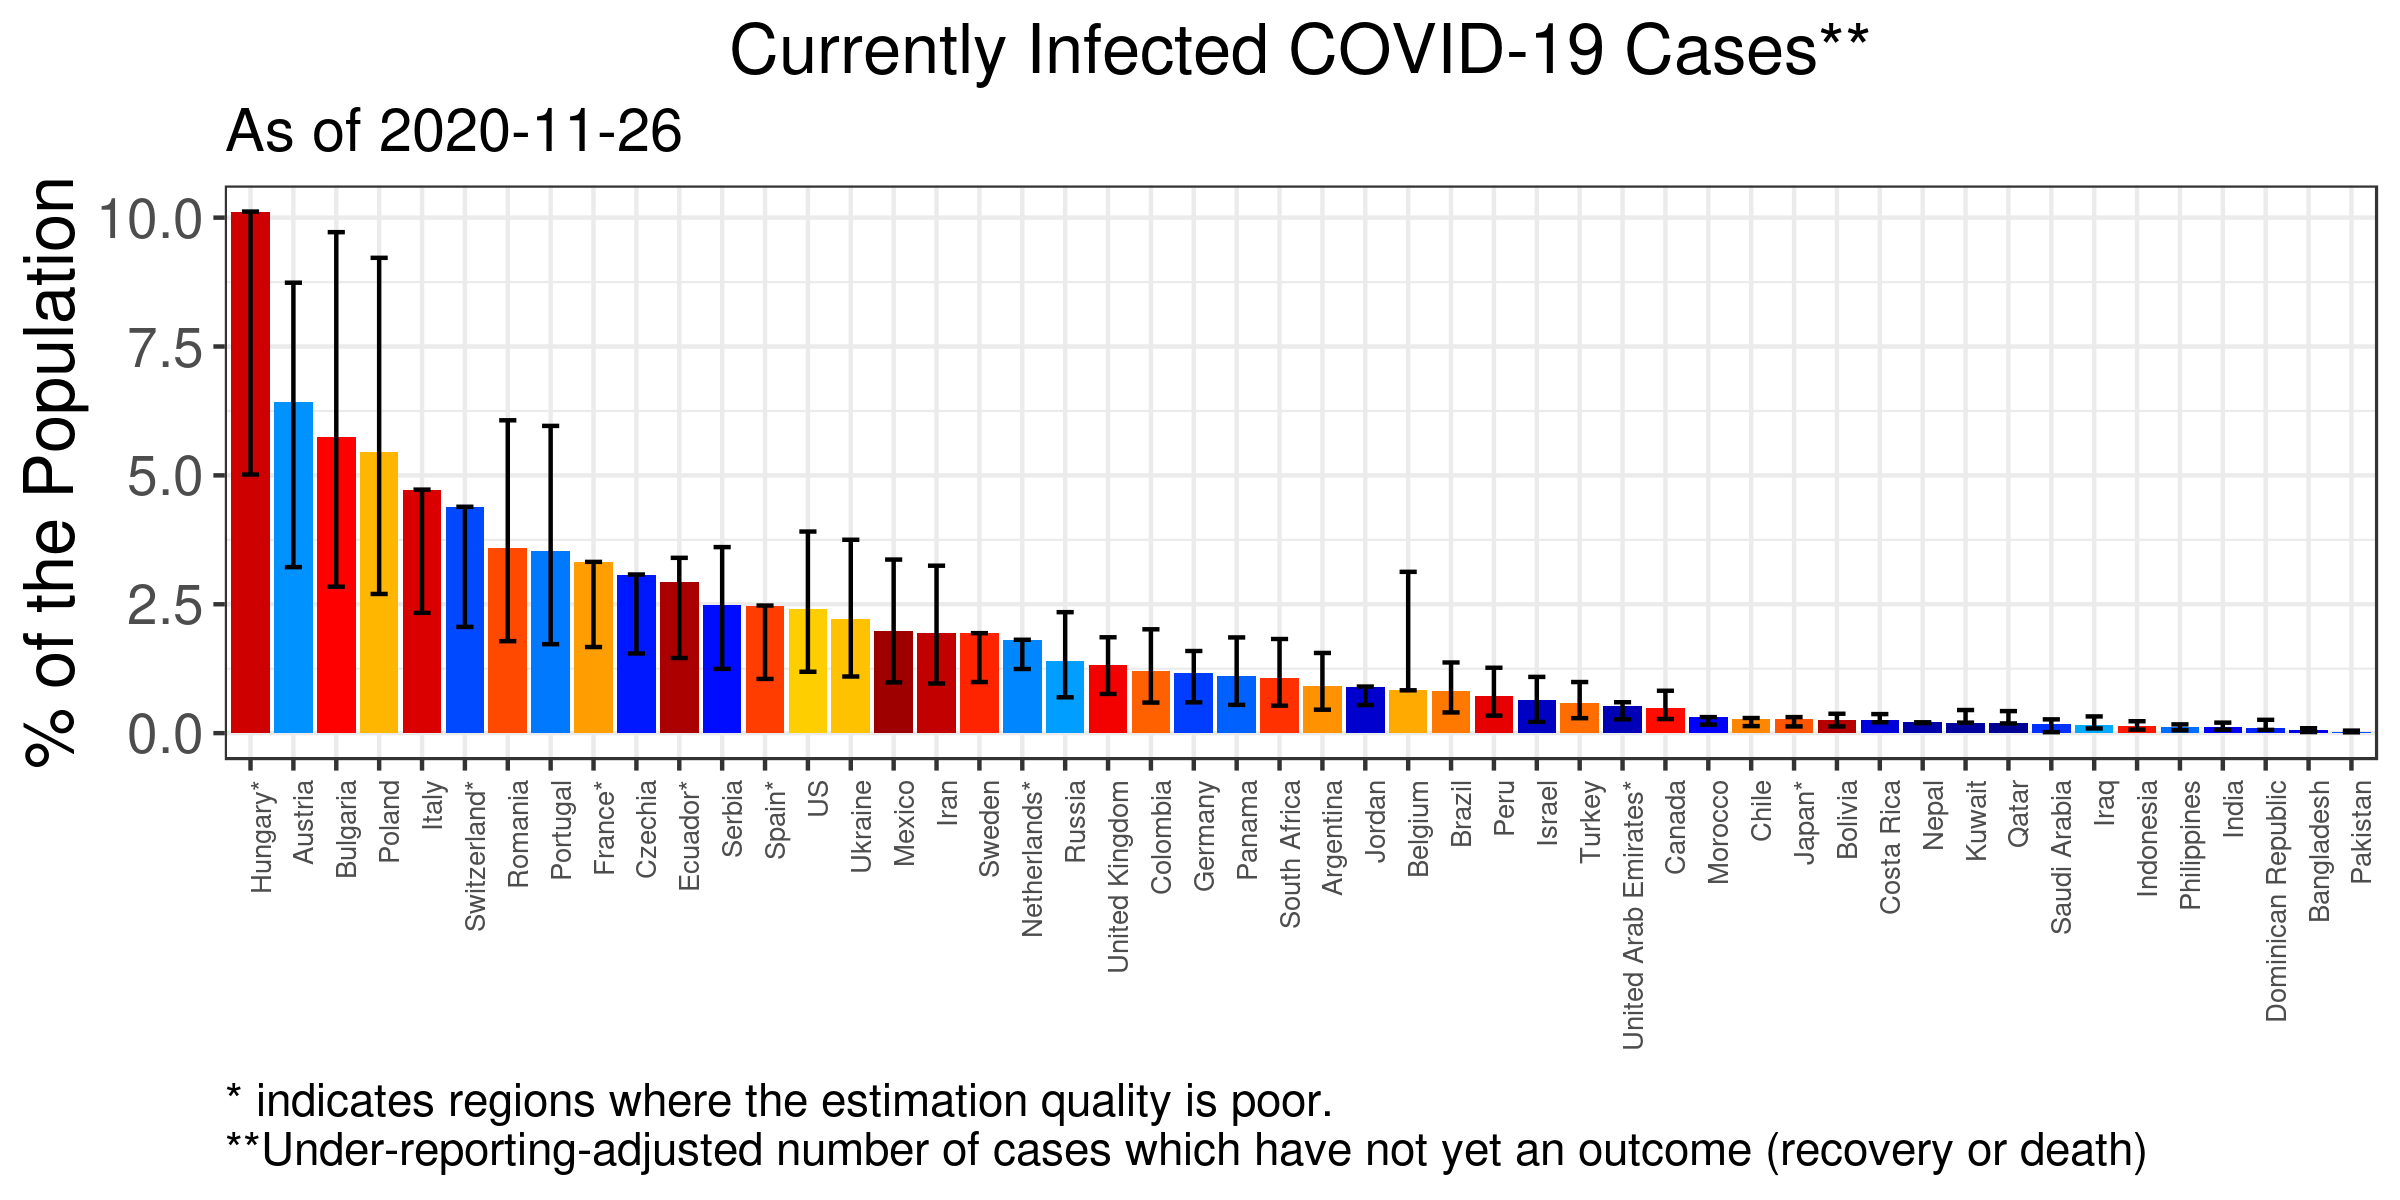 Currently Infected COVID-19 Cases**
As of 2020-11-26
% of the Population
10.0
7.5
5.0
2.5
0.0
Hungary*
Austria
Bulgaria
Poland
Italy
Switzerland*
Romania
Portugal
France*
Czechia
Ecuador*
Serbia
Spain*
US
Ukraine
Mexico
Iran
Sweden
Netherlands*
Russia
United Kingdom
Colombia
Germany
Panama
South Africa
Argentina
Jordan
Belgium
Brazil
Peru
Israel
Turkey
United Arab Emirates*
Canada
Morocco
Chile
Japan*
Bolivia
Costa Rica
Nepal
Kuwait
Qatar
Saudi Arabia
Iraq
Indonesia
Philippines
India
Dominican Republic
Bangladesh
Pakistan
* indicates regions where the estimation quality is poor.
**Under-reporting-adjusted number of cases which have not yet an outcome (recovery or death)